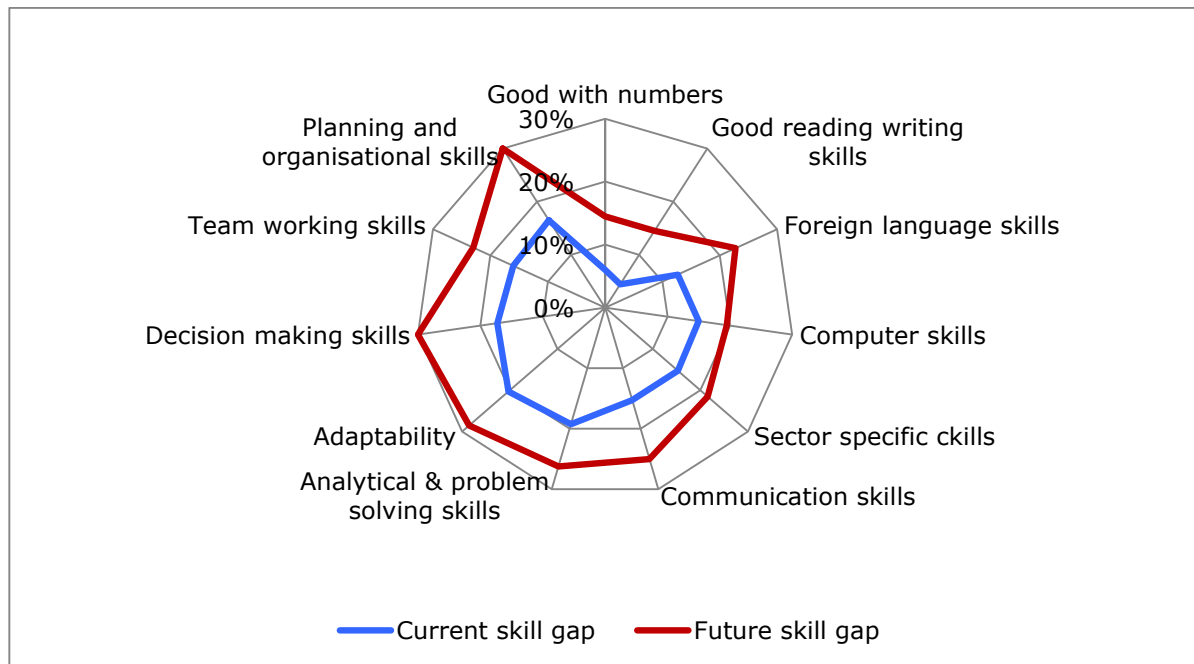 Good with numbers
30%
Planning and
organisational skills
Good reading writing
skills
20%
Team working skills
Foreign language skills
10%
0%
Decision making skills
Computer skills
Adaptability
Sector specific ckills
Analytical & problem
solving skills
Communication skills
Current skill gap
Future skill gap